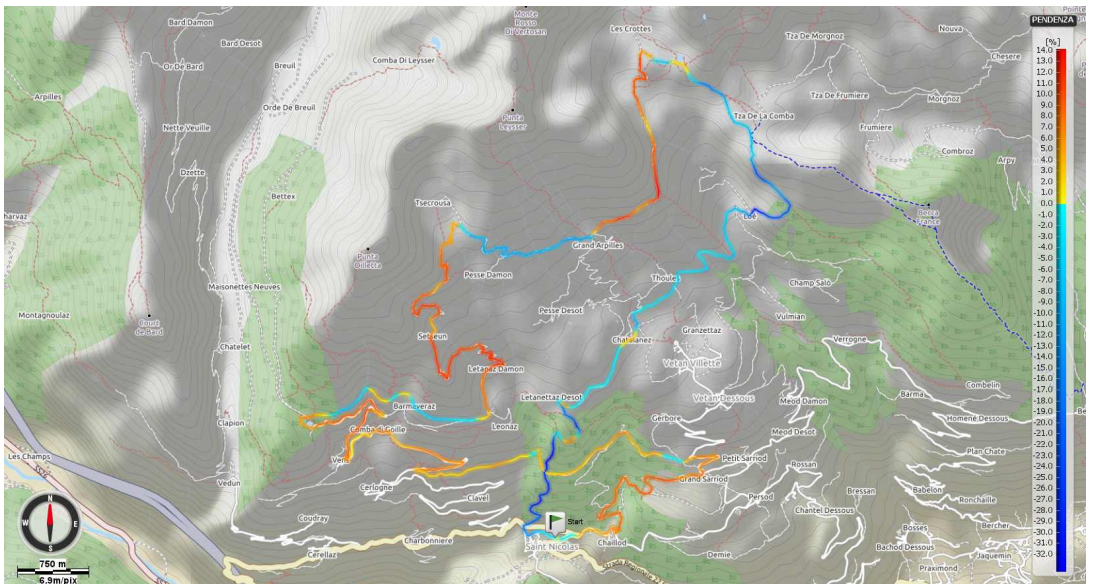 Monte
Rosso
Di Vertosan
Les Crottes
Bard Damon
Nouva
PENDENZA
Tza De Morgnoz
Chesere
[%]
Bard Desot
Comba Di Leysser
Or De Bard
Breuil
Arpilles
Tza De Frumiere
Morgnoz
Orde De Breuil
Punta
Leysser
Tza De La Comba
Nette Veuille
Frumiere
Combroz
Arpy
Dzette
Bettex
Tsecrousa
Becca
France
Grand Arpilles
Punta
Oilletta
Pesse Damon
Maisonettes Neuves
Thoules
Champ Salò
Montagnoulaz
Pesse Desot
Vulmian
Granzettaz
Verrogne
Chatelet
Letanaz Damon
Vetan Villette
Combelin
Letanettaz Desot
Vetan Dessous
Meod Damon
Barma
Barmaveraz
Homené Dessous
Clapion
Leonaz
Gerbore
Comba di Goille
Meod Desot
Plan Chate
Les Champs
Petit Sarriod
Rossan
Vedun
Cerlogne
Grand Sarriod
Babelon
Clavel
Persod
Bressan
Ronchaille
Coudray
Chantel Dessous
Start
Bosses
Bercher
Charbonniere
Chaillod
Cerellaz
Saint Nicolas
Demie
Bachod Dessous
Jaquemin
Praximond
14.0
13.0
12.0
11.0
10.0
9.0
8.0
7.0
6.0
5.0
4.0
3.0
2.0
1.0
0.0
-1.0
-2.0
-3.0
-4.0
-5.0
-6.0
-7.0
-8.0
-9.0
-10.0
-11.0
-12.0
-13.0
-14.0
-15.0
-16.0
-17.0
-18.0
-19.0
-20.0
-21.0
-22.0
-23.0
-24.0
-25.0
-26.0
-27.0
-28.0
-29.0
-30.0
-31.0
-32.0
N
W
E
S
750 m
6.9m/pix